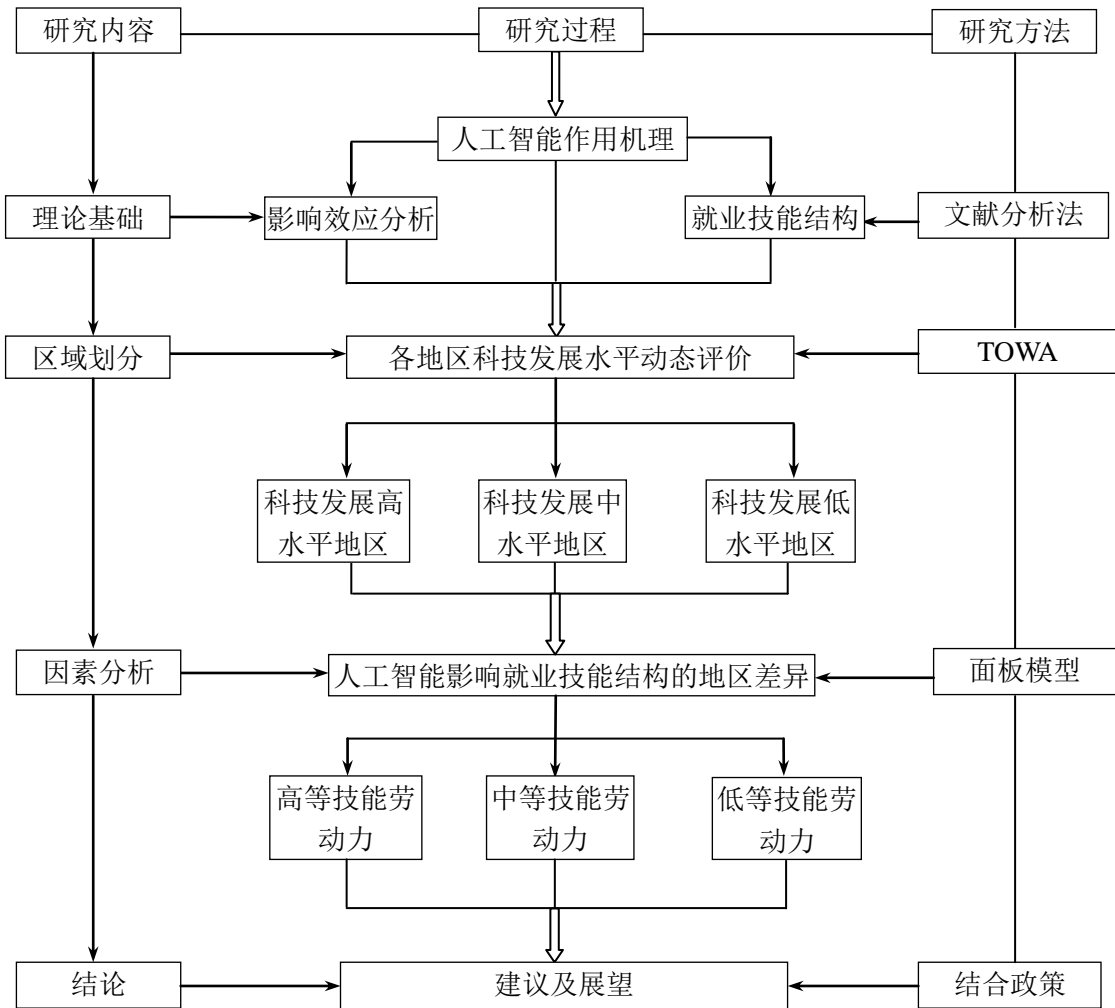 研究内容
研究过程
研究方法
人工智能作用机理
理论基础
影响效应分析
就业技能结构
文献分析法
区域划分
各地区科技发展水平动态评价
TOWA
科技发展高
水平地区
科技发展中
水平地区
科技发展低
水平地区
因素分析
人工智能影响就业技能结构的地区差异
面板模型
高等技能劳
动力
中等技能劳
动力
低等技能劳
动力
结论
建议及展望
结合政策